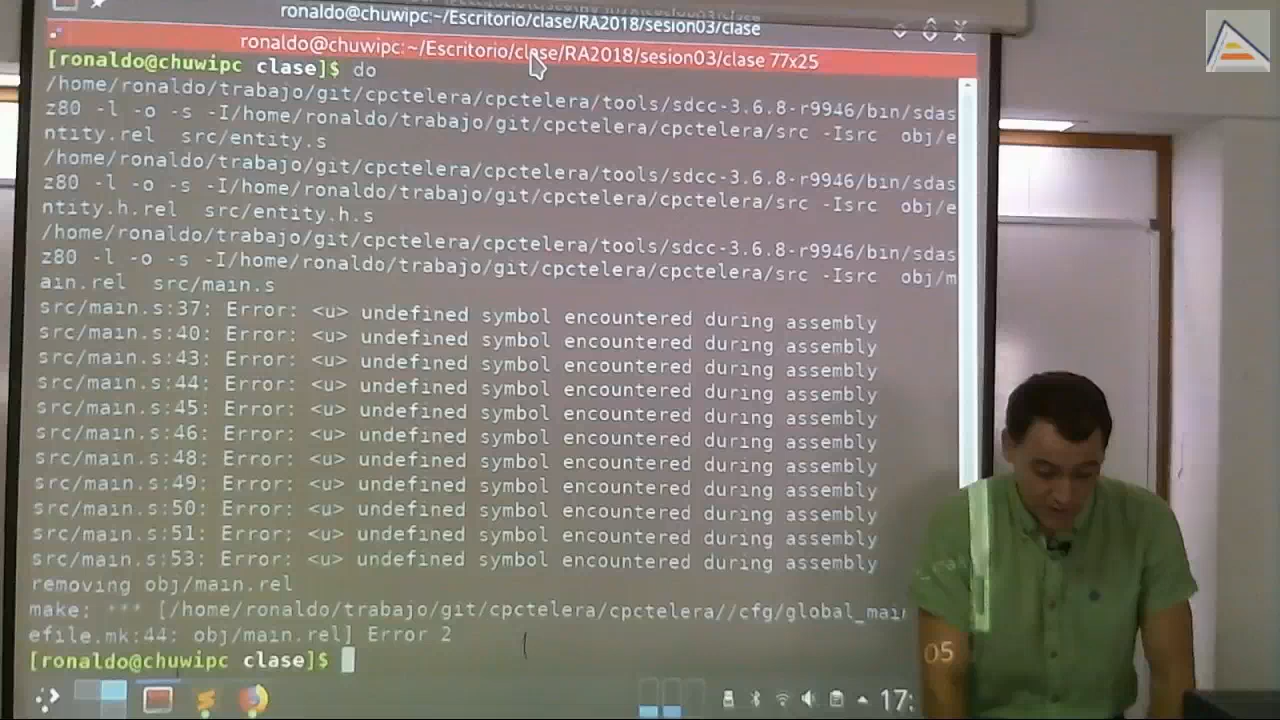 ronaldo@chuwipc:~/Escritorio/clase/RA2018/sesion03/clase
ronaldo@chuwipc:~/Escritorio/clase/RA2018/sesion03/clase 77x25
[ronaldo@chuwipc clase]$ do
/home/ronaldo/trabajo/git/cpctelera/cpctelera/tools/sdcc-3.6.8-r9946/bin/sdas
z80 -l -o -s -I/home/ronaldo/trabajo/git/cpctelera/cpctelera/src -Isrc obj/e
ntity.rel src/entity.s
/home/ronaldo/trabajo/git/cpctelera/cpctelera/tools/sdcc-3.6.8-r9946/bin/sdas
z80 -l -o -s -I/home/ronaldo/trabajo/git/cpctelera/cpctelera/src -Isrc obj/e
ntity.h.rel src/entity.h.s
/home/ronaldo/trabajo/git/cpctelera/cpctelera/tools/sdcc-3.6.8-r9946/bin/sdas
z80 -l -o -s -I/home/ronaldo/trabajo/git/cpctelera/cpctelera/src -Isrc obj/m
ain.rel src/main.s
src/main.s:37: Error: <u> undefined symbol encountered during assembly
src/main.s:40: Error: <u> undefined symbol encountered during assembly
src/main.s:43: Error: <u> undefined symbol encountered during assembly
src/main.s:44: Error: <u> undefined symbol encountered during assembly
src/main.s:45: Error: <u> undefined symbol encountered during assembly
src/main.s:46: Error: <u> undefined symbol encountered during assembly
src/main.s:48: Error: <u> undefined symbol encountered during assembly
src/main.s:49: Error: <u> undefined symbol encountered during assembly
src/main.s:50: Error: <u> undefined symbol encountered during assembly
src/main.s:51: Error: <u> undefined symbol encountered during assembly
src/main.s:53: Error: <u> undefined symbol encountered during assembly
removing obj/main.rel
make: *** [/home/ronaldo/trabajo/git/cpctelera/cpctelera//cfg/global_main
efile.mk:44: obj/main.rel] Error 2
[ronaldo@chuwipc clase]$
17:
05